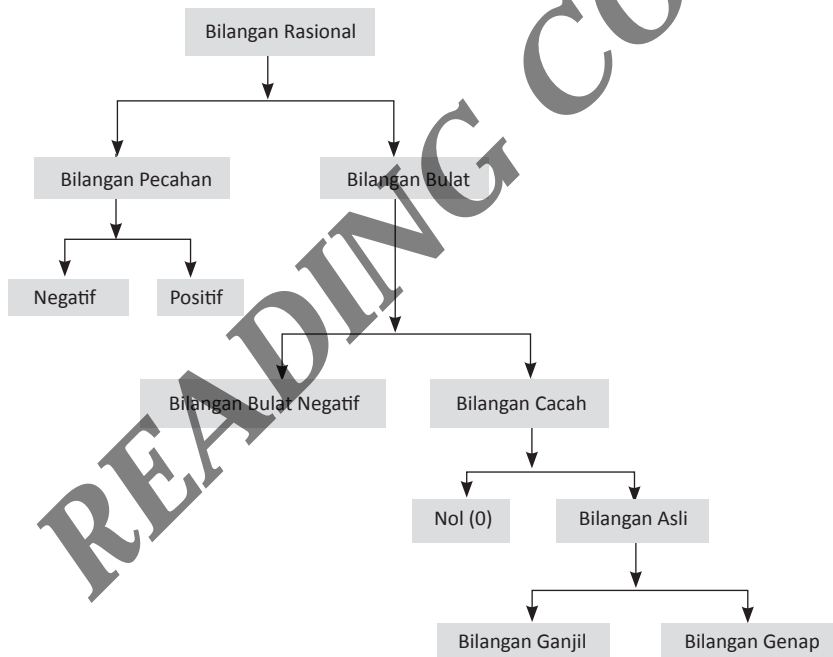 Bilangan Rasional
Bilangan Pecahan
Bilangan Bulat
Negatif
Positif
Bilangan Bulat Negatif
Bilangan Cacah
Nol (0)
Bilangan Asli
Bilangan Ganjil
Bilangan Genap
READING CO